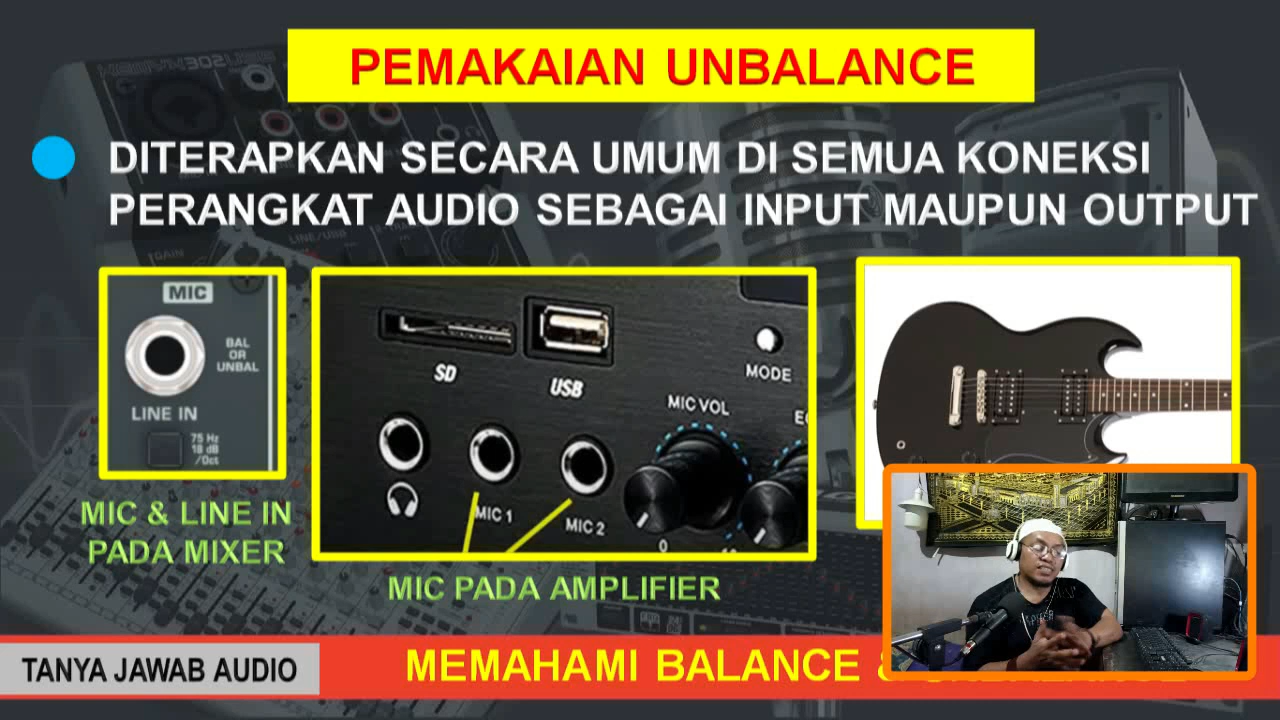 PEMAKAIAN UNBALANCE
DITERAPKAN SECARA UMUM DI SEMUA KONEKSI
PERANGKAT AUDIO SEBAGAI INPUT MAUPUN OUTPUT
MIC
BAL
OR
UNBAL
LINE IN
75 Hz
18 dB
/Oct
MIC & LINE IN
PADA MIXER
SD
USB
MODE
MIC VOL
MIC 1
MIC 2
0
MIC PADA AMPLIFIER
TANYA JAWAB AUDIO
MEMAHAMI BALANCE &